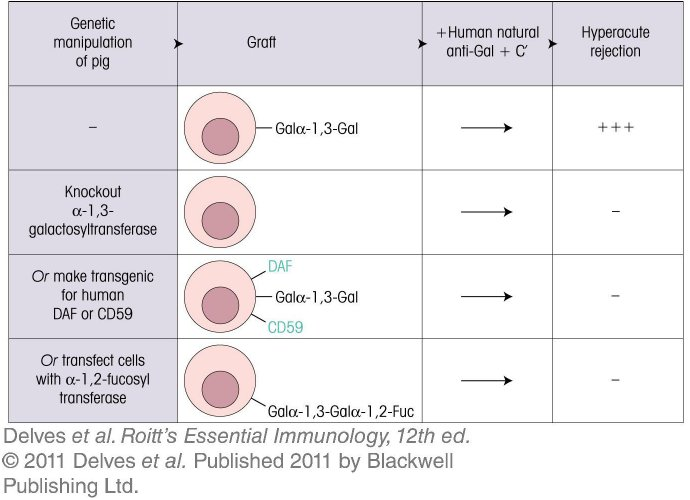 Genetic
manipulation
of pig
Graft
+Human natural
anti-Gal + C′
Hyperacute
rejection
–
Galα-1,3-Gal
+++
Knockout
α-1,3-
galactosyltransferase
–
Or make transgenic
for human
DAF or CD59
DAF
Galα-1,3-Gal
CD59
–
Or transfect cells
with α-1,2-fucosyl
transferase
Galα-1,3-Galα-1,2-Fuc
–
Delves et al. Roitt’s Essential Immunology, 12th ed.
© 2011 Delves et al. Published 2011 by Blackwell
Publishing Ltd.